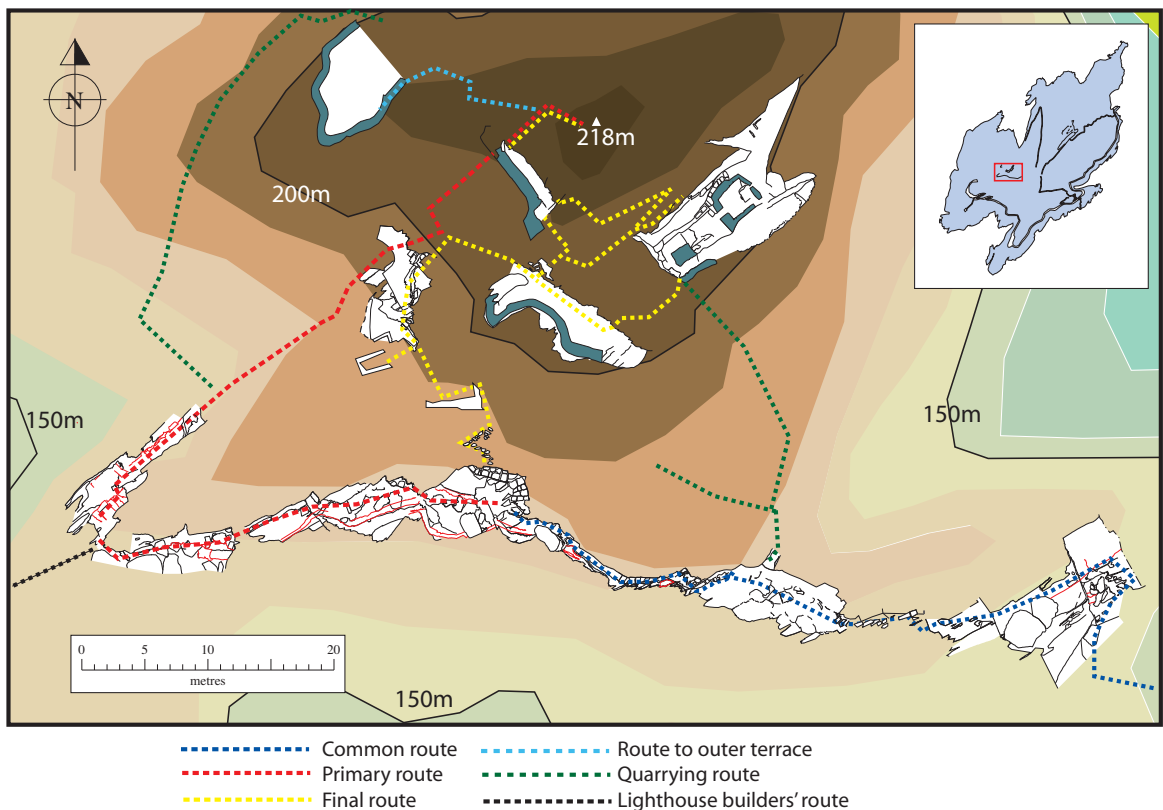 N
218m
200m
150m
150m
150m
0 5 10 20
metres
Common route
Primary route
Final route
Route to outer terrace
Quarrying route
Lighthouse builders' route